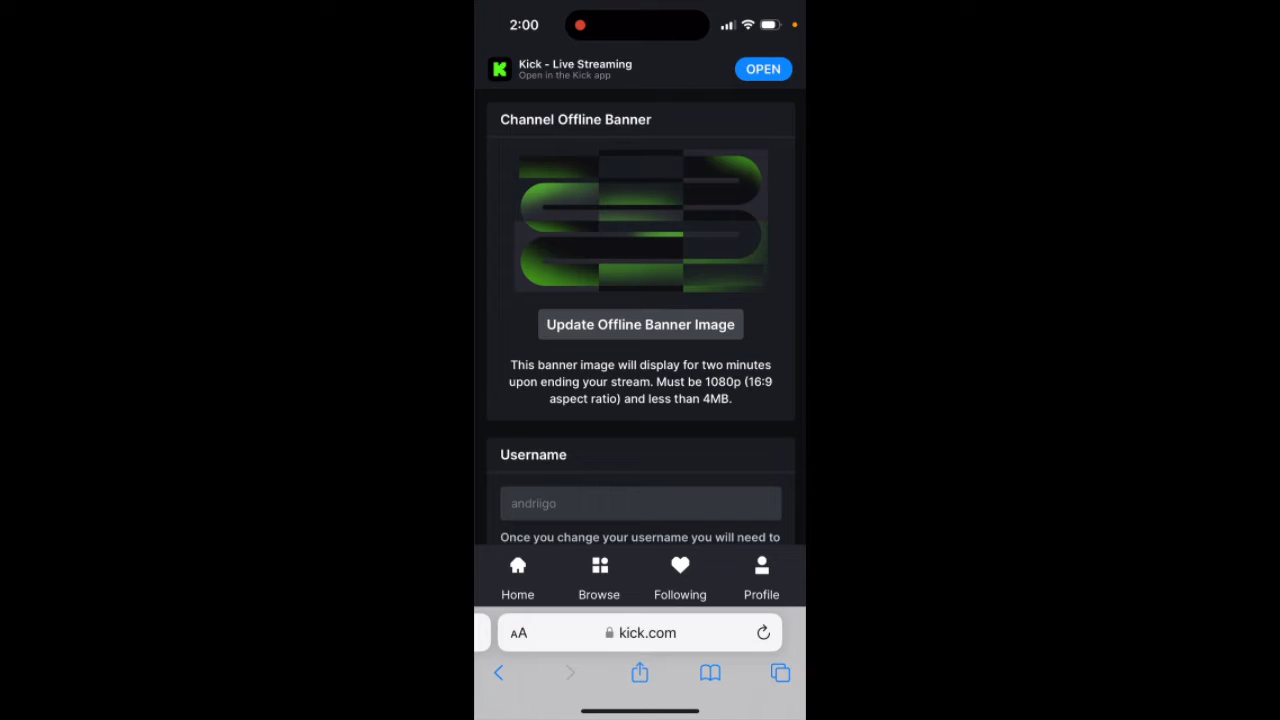 2:00
Kick - Live Streaming
Open in the Kick app
OPEN
Channel Offline Banner
Update Offline Banner Image
This banner image will display for two minutes
upon ending your stream. Must be 1080p (16:9
aspect ratio) and less than 4MB.
Username
andriigo
Once you change your username you will need to
Home Browse Following Profile
AA kick.com